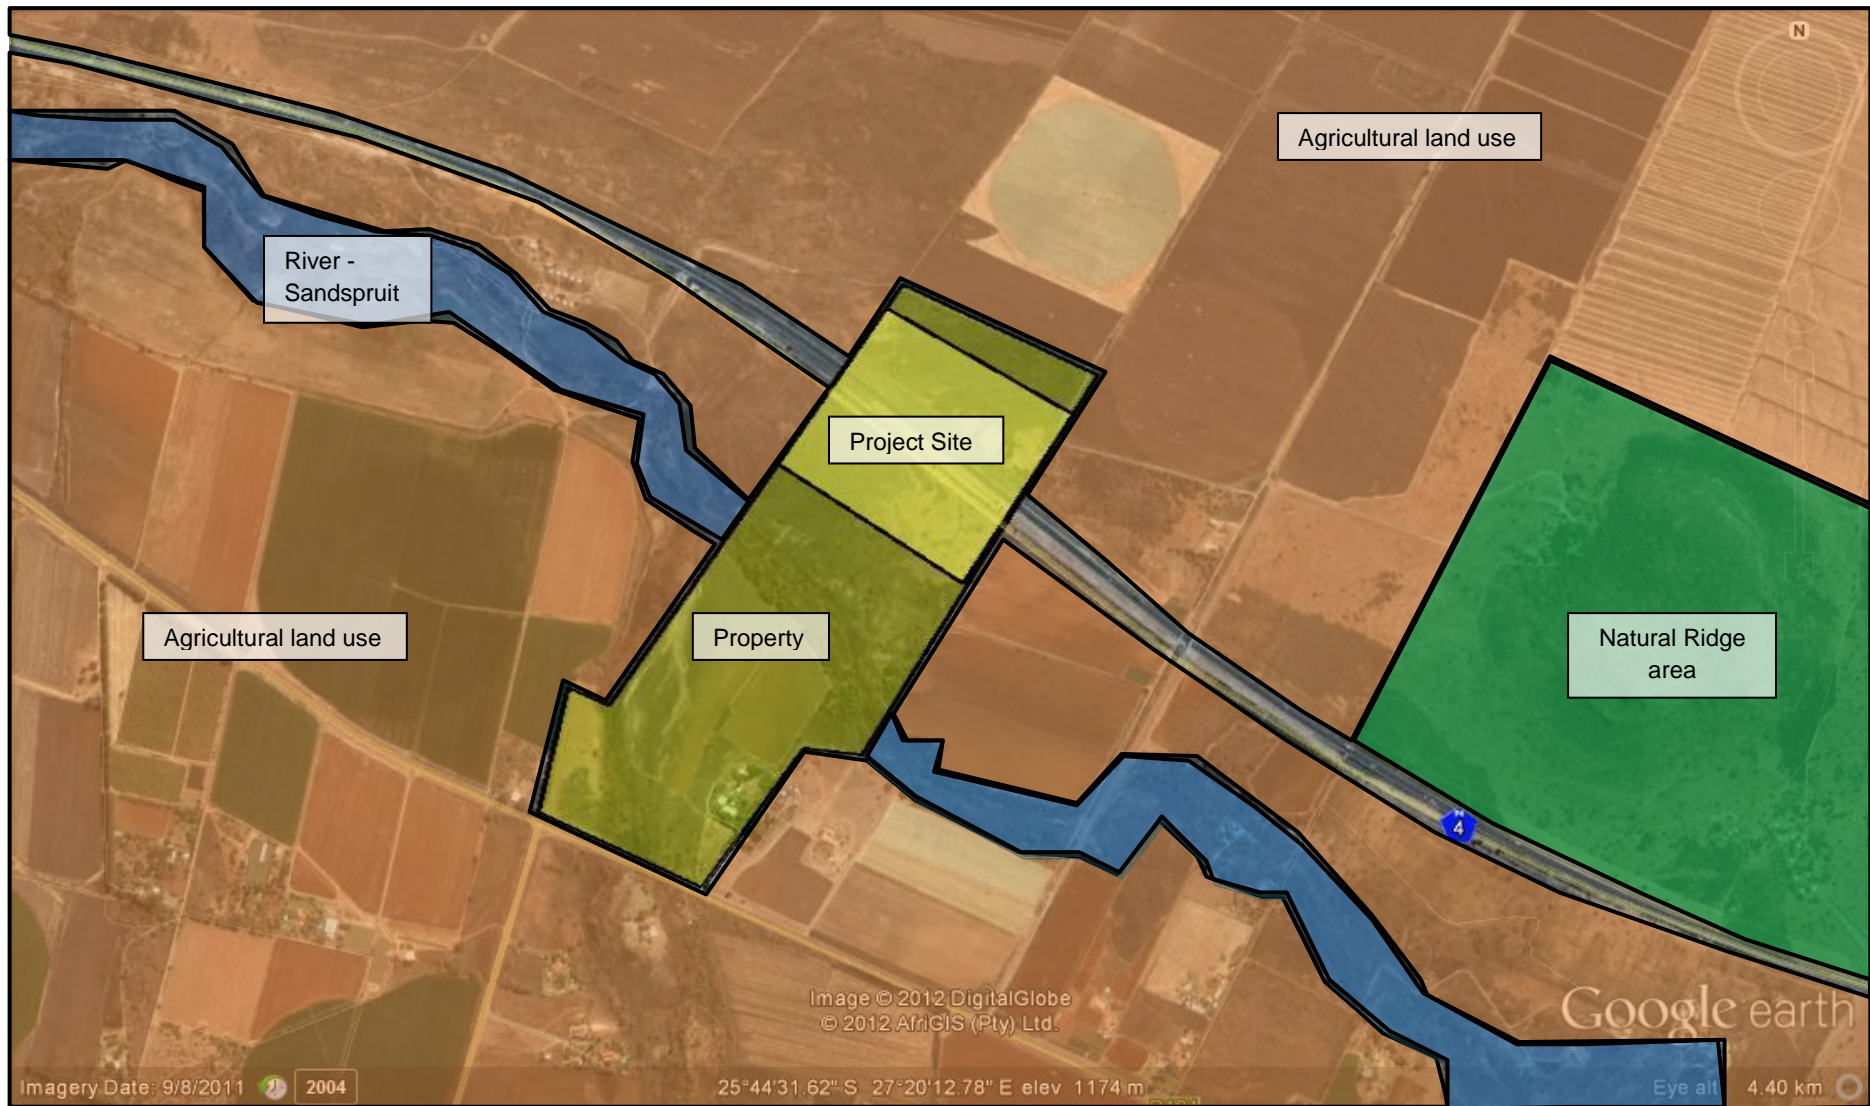 N
Agricultural land use
River -
Sandspruit
Project Site
Agricultural land use
Property
Natural Ridge
area
N
4
Image © 2012 DigitalGlobe
© 2012 AfriGIS (Pty) Ltd.
Google earth
Imagery Date: 9/8/2011
2004
25°44'31.62" S 27°20'12.78" E elev 1174 m
Eye alt 4.40 km